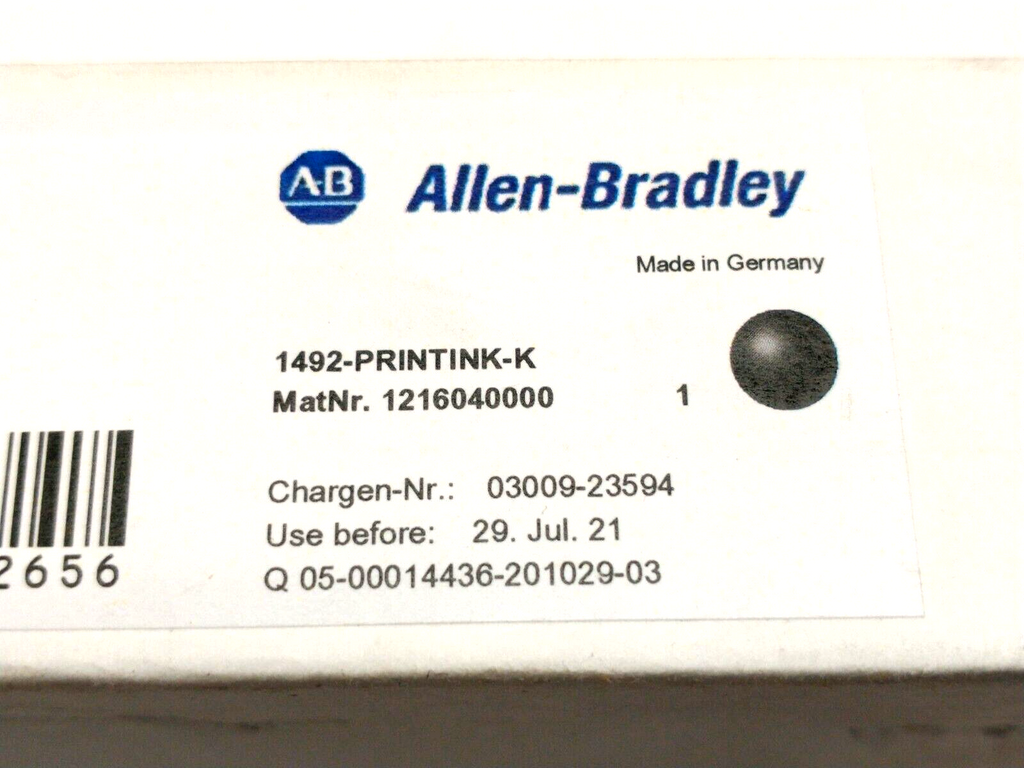 A-B Allen-Bradley
Made in Germany
1492-PRINTINK-K
MatNr. 1216040000 1
Chargen-Nr.: 03009-23594
Use before: 29. Jul. 21
Q 05-00014436-201029-03
2656